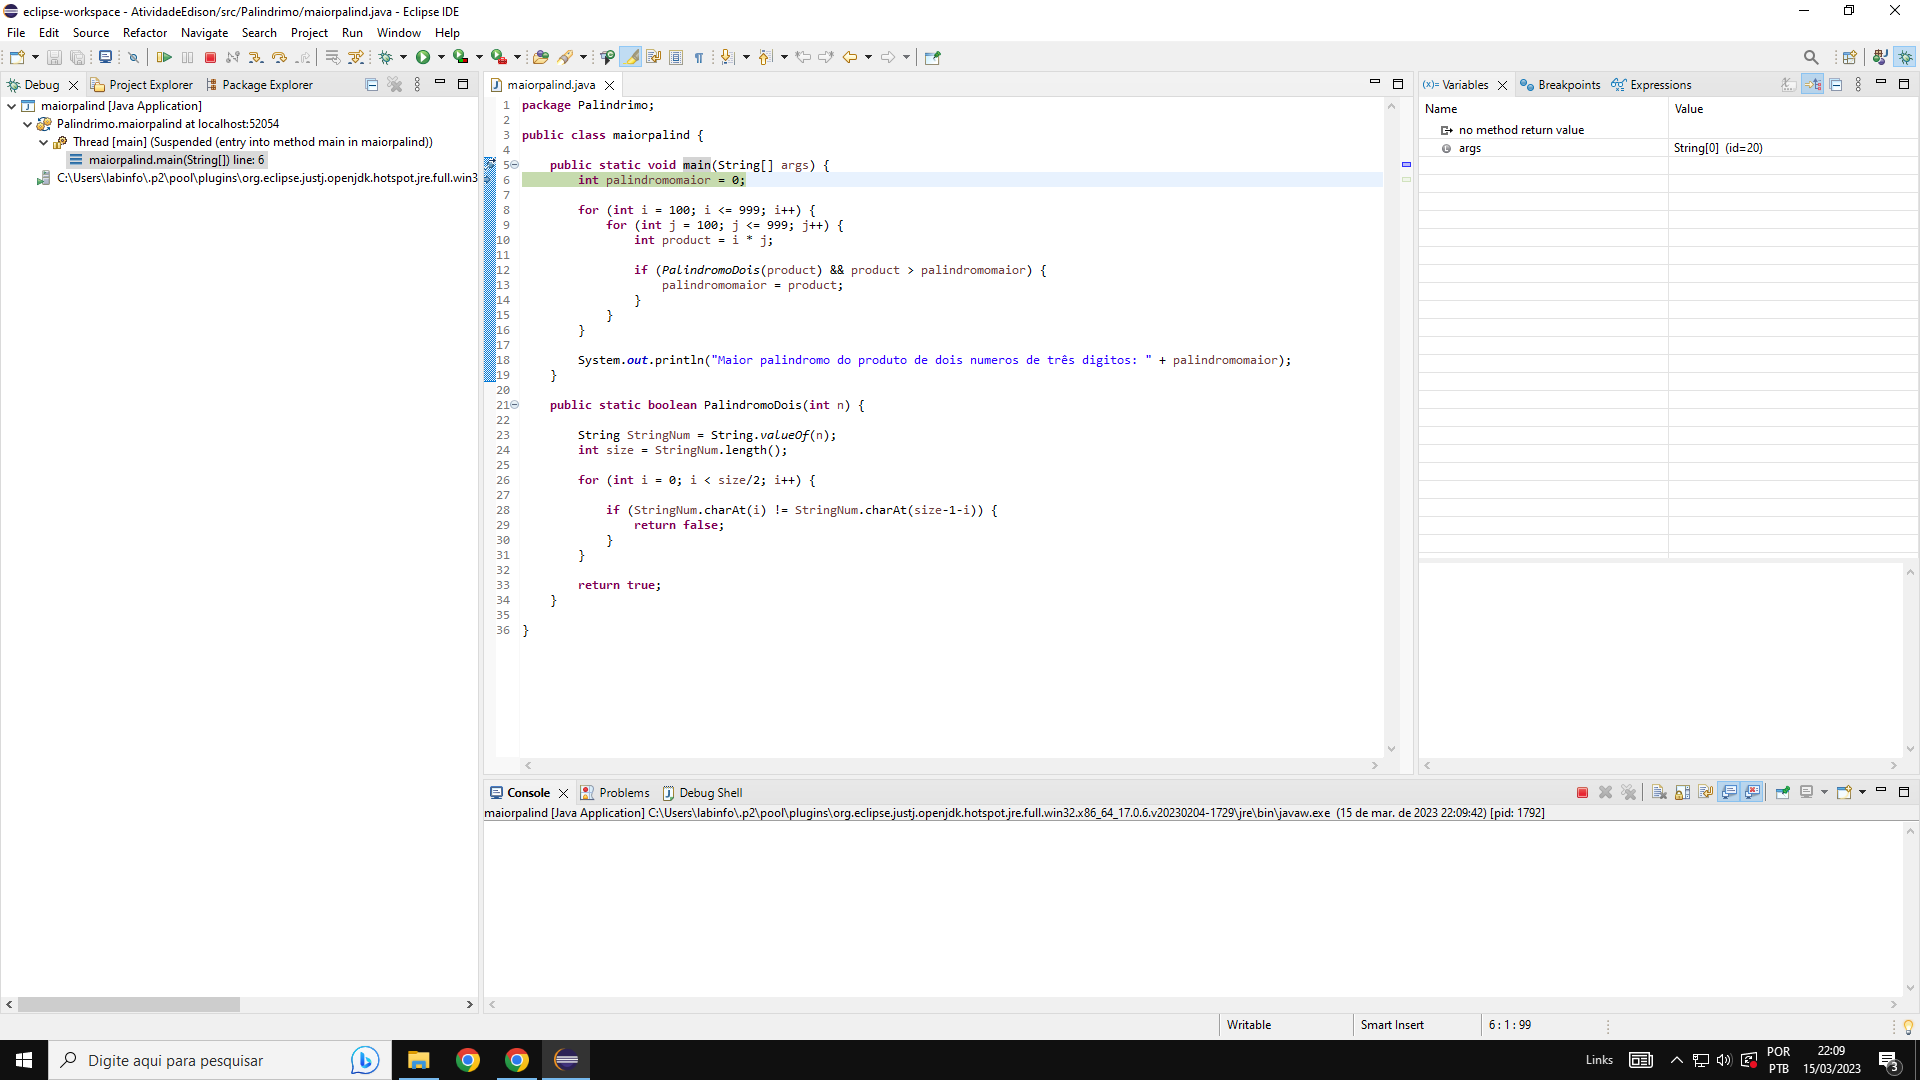 eclipse-workspace - AtividadeEdison/src/Palindrimo/maiorpalind.java - Eclipse IDE
File Edit Source Refactor Navigate Search Project Run Window Help
Debug Project Explorer Package Explorer
maiorpalind [Java Application]
Palindrimo.maiorpalind at localhost:52054
Thread [main] (Suspended (entry into method main in maiorpalind))
maiorpalind.main(String[]) line: 6
C:\Users\labinfo\.p2\pool\plugins\org.eclipse.justj.openjdk.hotspot.jre.full.win3
maiorpalind.java
1 package Palindrimo;
2
3 public class maiorpalind {
4
5 public static void main(String[] args) {
6 int palindromomaior = 0;
7
8 for (int i = 100; i <= 999; i++) {
9 for (int j = 100; j <= 999; j++) {
10 int product = i * j;
11
12 if (PalindromoDois(product) && product > palindromomaior) {
13 palindromomaior = product;
14 }
15 }
16 }
17
18 System.out.println("Maior palindromo do produto de dois numeros de três digitos: " + palindromomaior);
19 }
20
21 public static boolean PalindromoDois(int n) {
22
23 String StringNum = String.valueOf(n);
24 int size = StringNum.length();
25
26 for (int i = 0; i < size/2; i++) {
27
28 if (StringNum.charAt(i) != StringNum.charAt(size-1-i)) {
29 return false;
30 }
31 }
32
33 return true;
34 }
35
36 }
(x)= Variables Breakpoints Expressions
Name Value
no method return value
args String[0] (id=20)
Console Problems Debug Shell
maiorpalind [Java Application] C:\Users\labinfo\.p2\pool\plugins\org.eclipse.justj.openjdk.hotspot.jre.full.win32.x86_64_17.0.6.v20230204-1729\jre\bin\javaw.exe (15 de mar. de 2023 22:09:42) [pid: 1792]
Writable Smart Insert 6 : 1 : 99
Digite aqui para pesquisar
Links
POR
PTB
22:09
15/03/2023
3